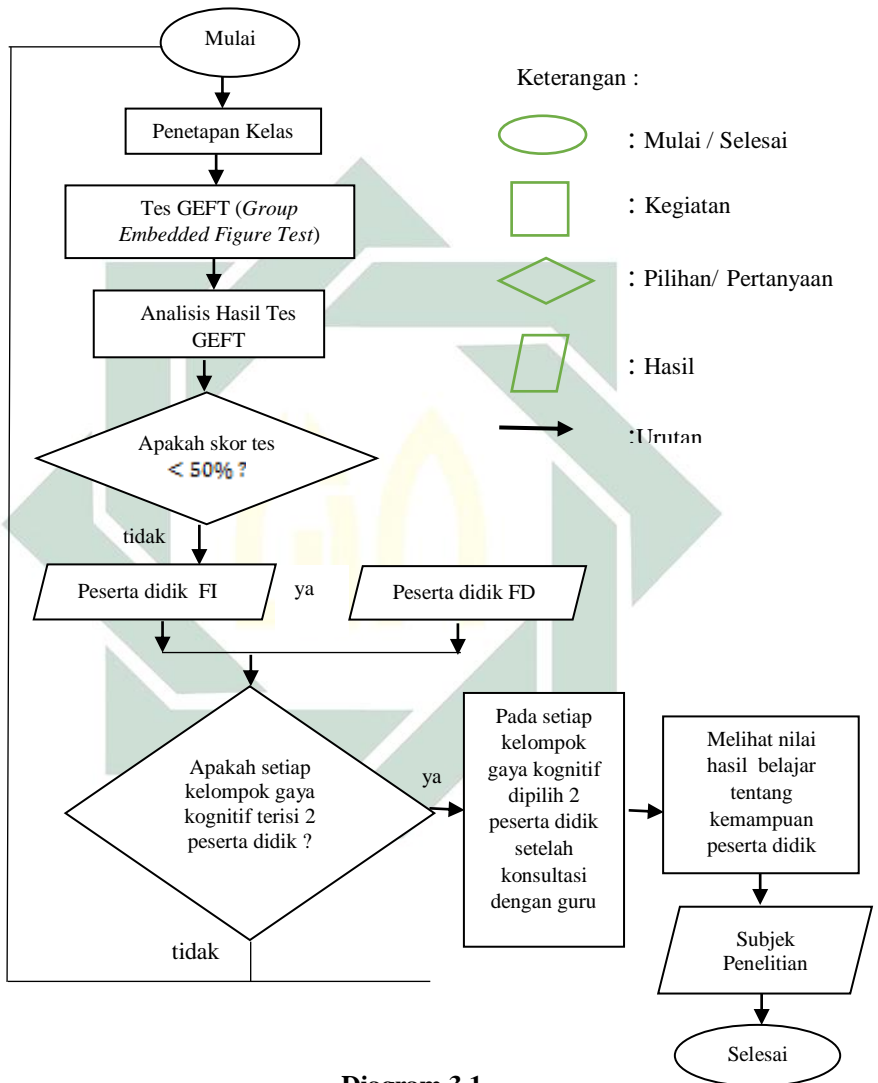 Mulai
Penetapan Kelas
Tes GEFT (Group
Embedded Figure Test)
Analisis Hasil Tes
GEFT
Apakah skor tes
< 50% ?
tidak
Peserta didik FI
ya
Peserta didik FD
Apakah setiap
kelompok gaya
kognitif terisi 2
peserta didik ?
ya
tidak
Pada setiap
kelompok
gaya kognitif
dipilih 2
peserta didik
setelah
konsultasi
dengan guru
Melihat nilai
hasil belajar
tentang
kemampuan
peserta didik
Subjek
Penelitian
Selesai
Keterangan :
: Mulai / Selesai
: Kegiatan
: Pilihan/ Pertanyaan
: Hasil
:Urutan
Diagram 3.1